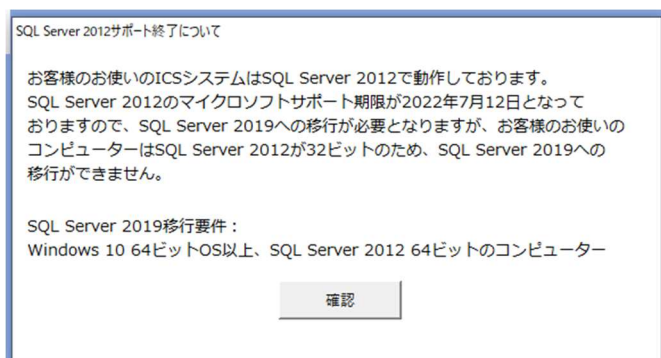 SQL Server 2012サポート終了について
お客様のお使いのICSシステムはSQL Server 2012で動作しております。
SQL Server 2012のマイクロソフトサポート期限が2022年7月12日となって
おりますので、SQL Server 2019への移行が必要となりますが、お客様のお使いの
コンピューターはSQL Server 2012が32ビットのため、SQL Server 2019への
移行ができません。
SQL Server 2019移行要件：
Windows 10 64ビットOS以上、SQL Server 2012 64ビットのコンピューター
確認